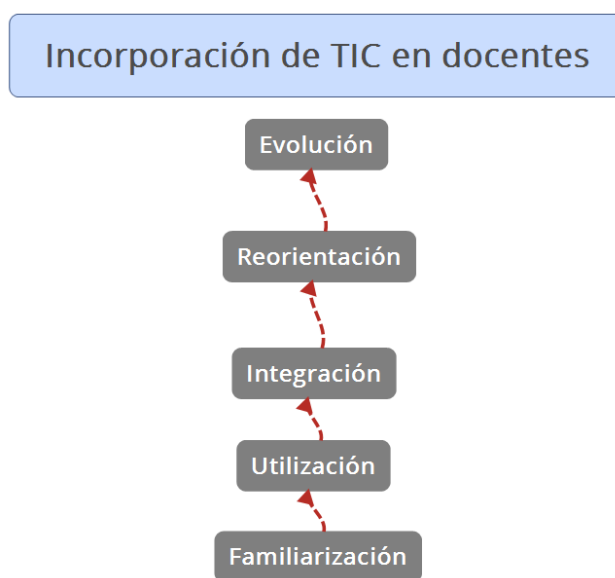 Incorporación de TIC en docentes
Evolución
Reorientación
Integración
Utilización
Familiarización